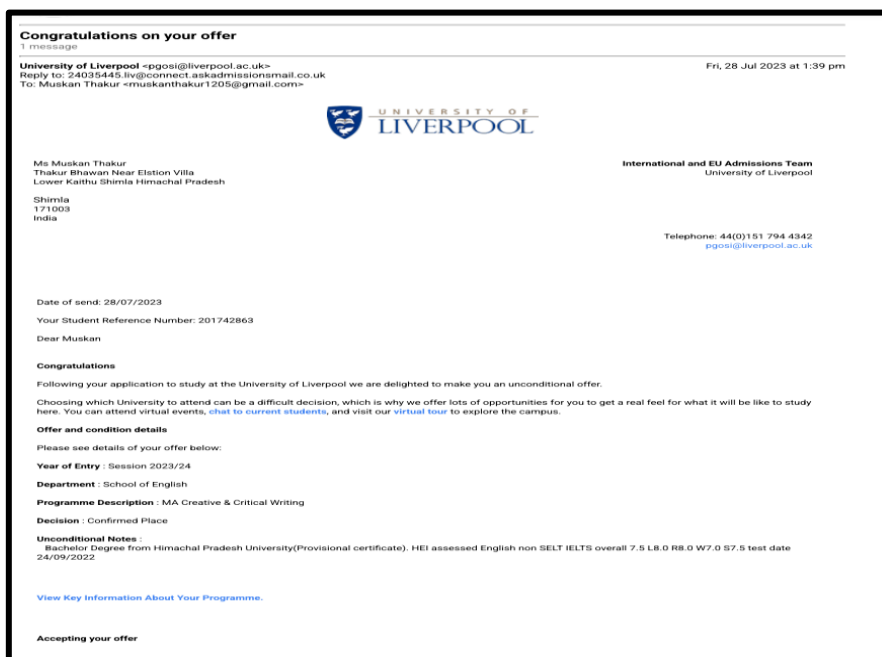 Congratulations on your offer
1 message
University of Liverpool <pgosi@liverpool.ac.uk>
Fri, 28 Jul 2023 at 1:39 pm
Reply to: 24035445.liv@connect.askadmissionsmail.co.uk
To: Muskan Thakur <muskanthakur1205@gmail.com>
UNIVERSITY OF
LIVERPOOL
Ms Muskan Thakur
Thakur Bhawan Near Elstion Villa
Lower Kaithu Shimla Himachal Pradesh
Shimla
171003
India
International and EU Admissions Team
University of Liverpool
Telephone: 44(0)151 794 4342
pgosi@liverpool.ac.uk
Date of send: 28/07/2023
Your Student Reference Number: 201742863
Dear Muskan
Congratulations
Following your application to study at the University of Liverpool we are delighted to make you an unconditional offer.
Choosing which University to attend can be a difficult decision, which is why we offer lots of opportunities for you to get a real feel for what it will be like to study
here. You can attend virtual events, chat to current students, and visit our virtual tour to explore the campus.
Offer and condition details
Please see details of your offer below:
Year of Entry : Session 2023/24
Department : School of English
Programme Description : MA Creative & Critical Writing
Decision : Confirmed Place
Unconditional Notes :
Bachelor Degree from Himachal Pradesh University(Provisional certificate). HEI assessed English non SELT IELTS overall 7.5 L8.0 R8.0 W7.0 S7.5 test date
24/09/2022
View Key Information About Your Programme.
Accepting your offer